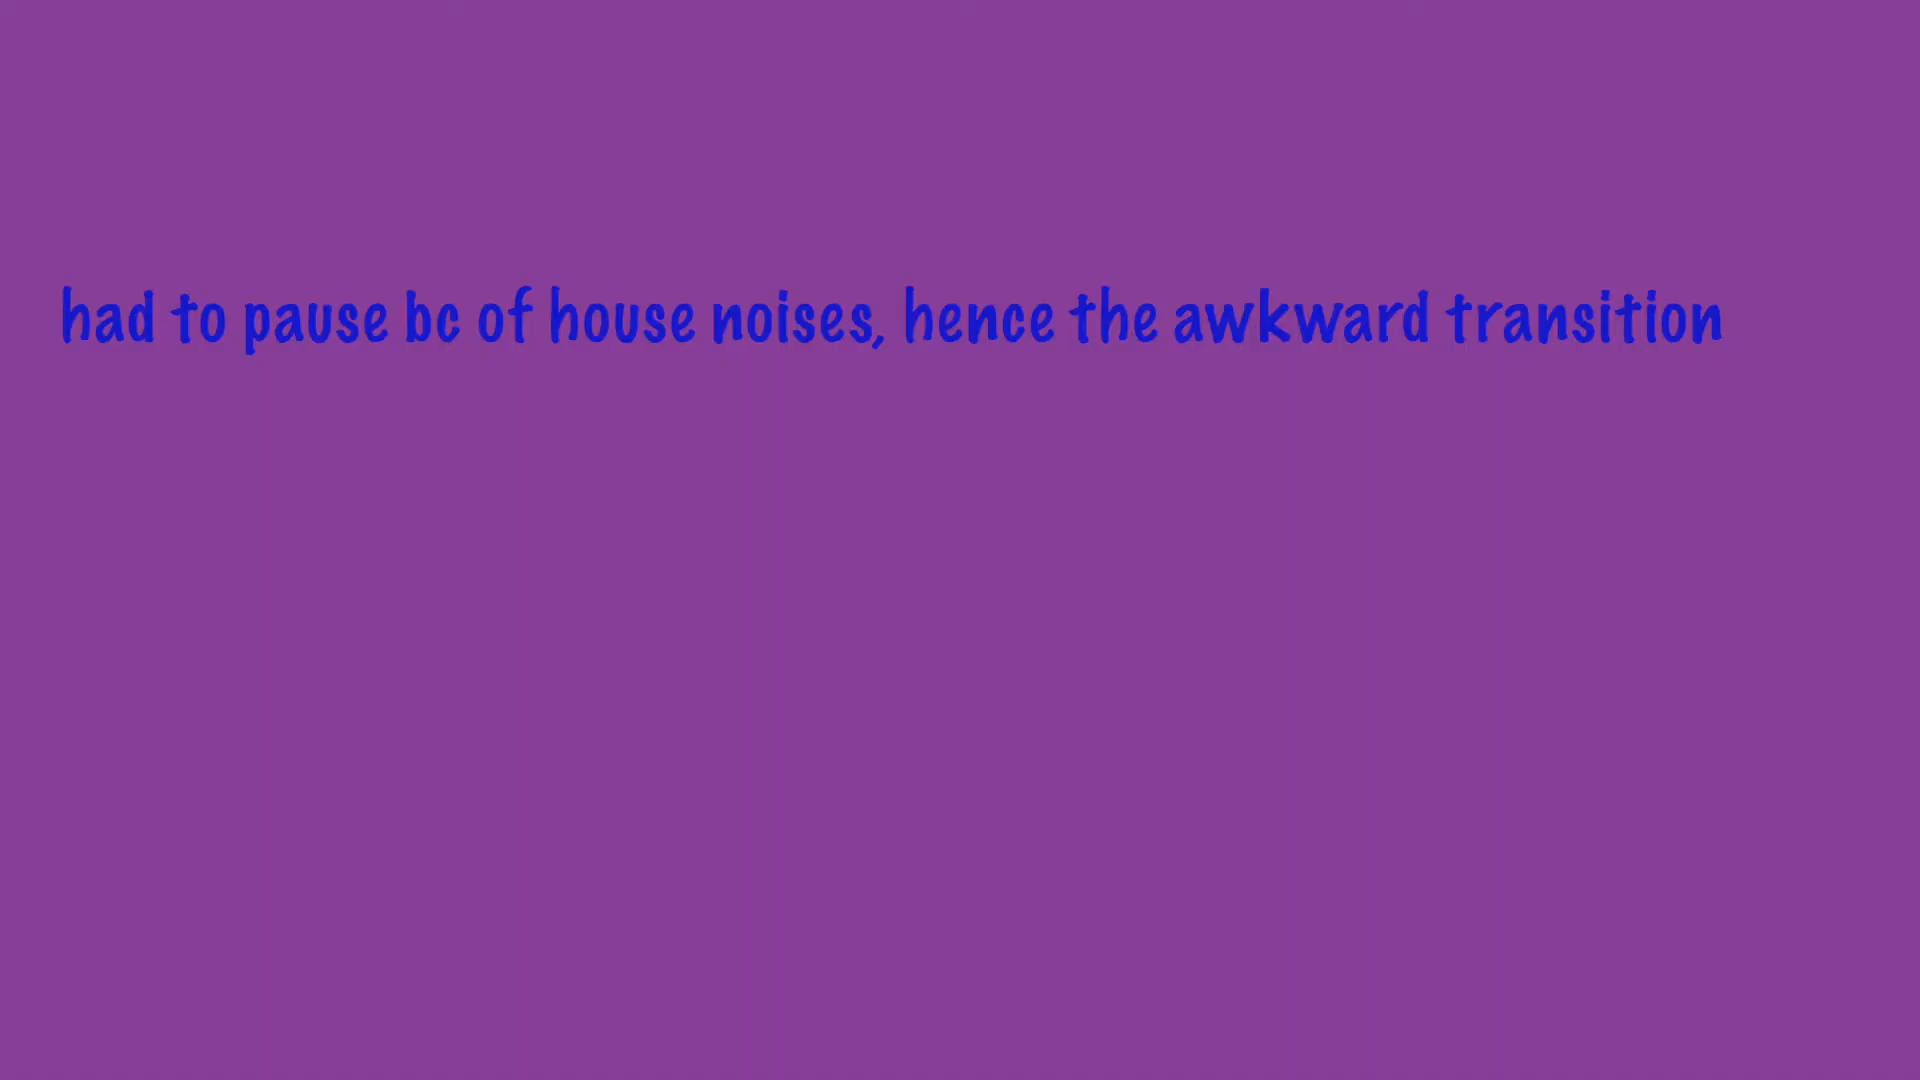 had to pause bc of house noises, hence the awkward transition